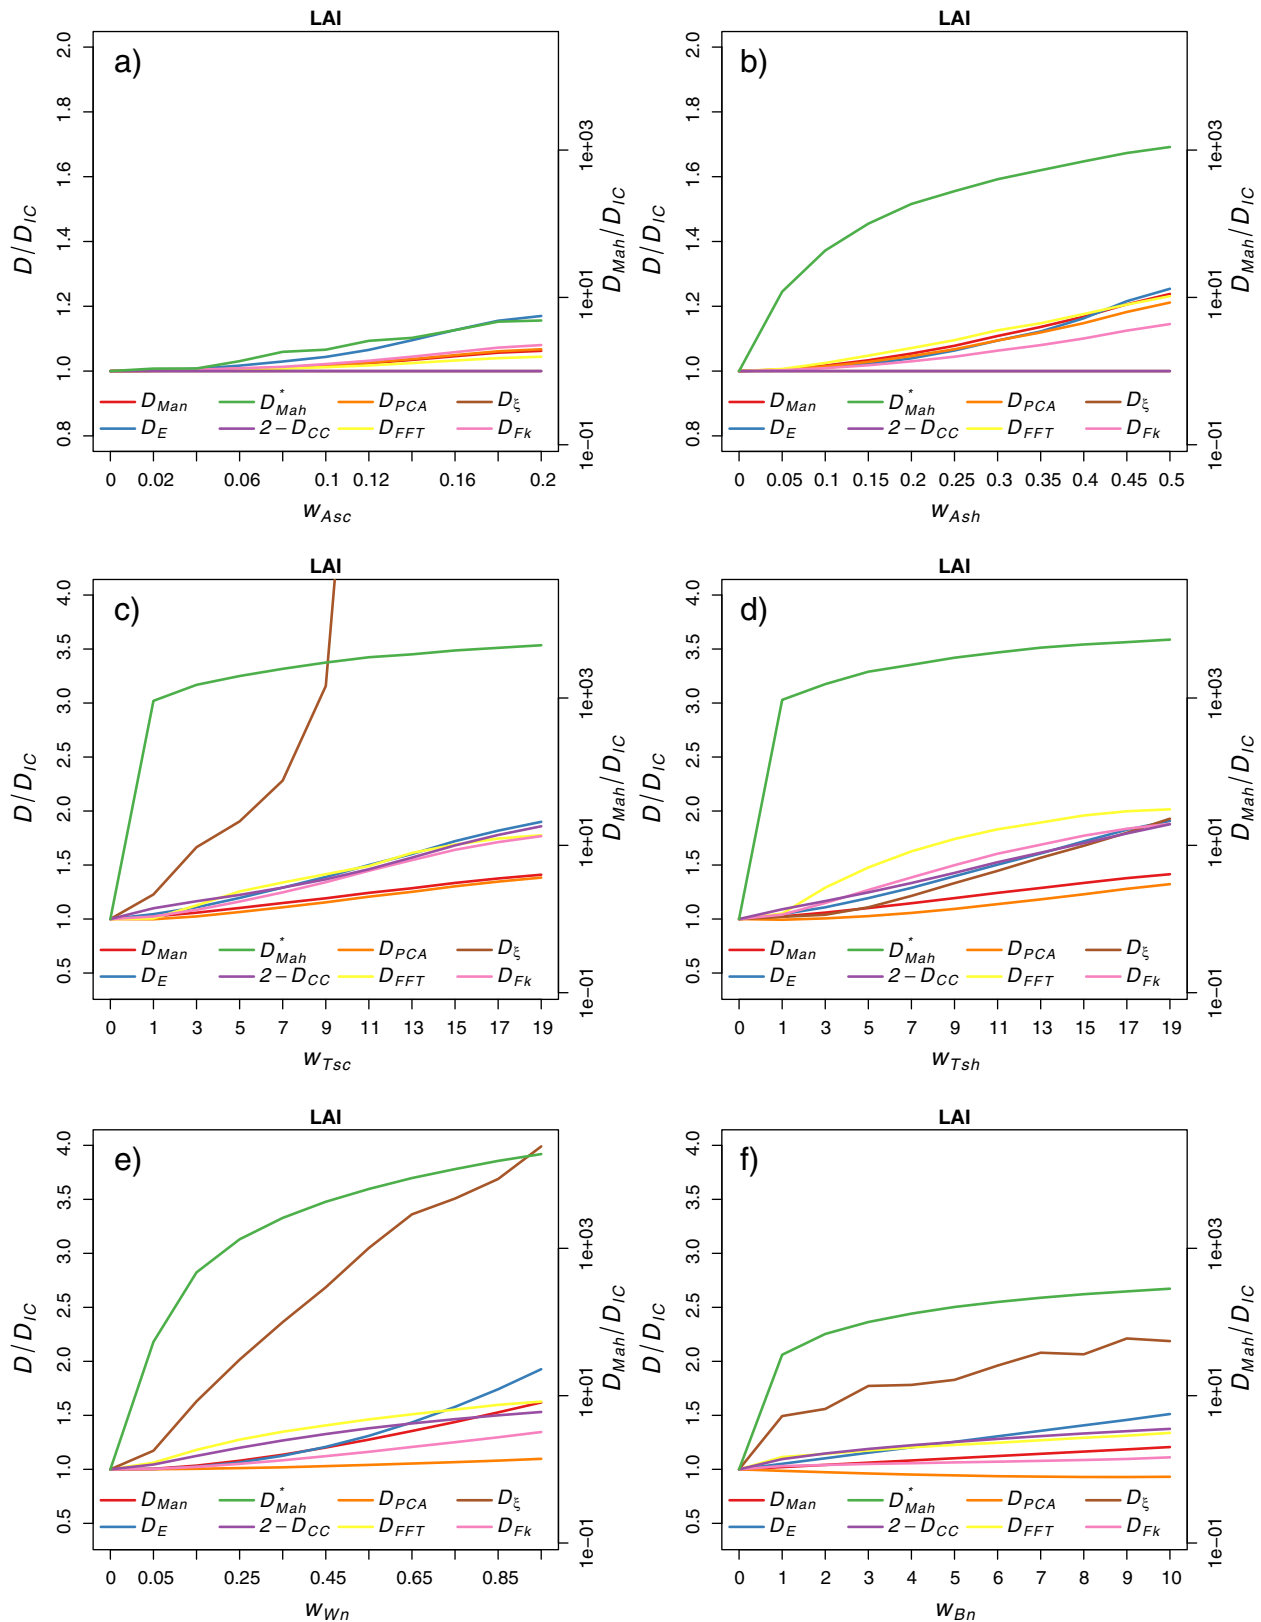 LAI
a)
2.0
1.8
1.6
1.4
1.2
1.0
0.8
D/D_IC
1e+03
1e+01
1e−01
D_Mah/D_IC
D_Man D*_Mah D_PCA D_ξ
D_E 2−D_CC D_FFT D_Fk
0 0.02 0.06 0.1 0.12 0.16 0.2
w_Asc
LAI
b)
2.0
1.8
1.6
1.4
1.2
1.0
0.8
D/D_IC
1e+03
1e+01
1e−01
D_Mah/D_IC
D_Man D*_Mah D_PCA D_ξ
D_E 2−D_CC D_FFT D_Fk
0 0.05 0.1 0.15 0.2 0.25 0.3 0.35 0.4 0.45 0.5
w_Ash
LAI
c)
4.0
3.5
3.0
2.5
2.0
1.5
1.0
0.5
D/D_IC
1e+03
1e+01
1e−01
D_Mah/D_IC
D_Man D*_Mah D_PCA D_ξ
D_E 2−D_CC D_FFT D_Fk
0 1 3 5 7 9 11 13 15 17 19
w_Tsc
LAI
d)
4.0
3.5
3.0
2.5
2.0
1.5
1.0
0.5
D/D_IC
1e+03
1e+01
1e−01
D_Mah/D_IC
D_Man D*_Mah D_PCA D_ξ
D_E 2−D_CC D_FFT D_Fk
0 1 3 5 7 9 11 13 15 17 19
w_Tsh
LAI
e)
4.0
3.5
3.0
2.5
2.0
1.5
1.0
0.5
D/D_IC
1e+03
1e+01
1e−01
D_Mah/D_IC
D_Man D*_Mah D_PCA D_ξ
D_E 2−D_CC D_FFT D_Fk
0 0.05 0.25 0.45 0.65 0.85
w_Wn
LAI
f)
4.0
3.5
3.0
2.5
2.0
1.5
1.0
0.5
D/D_IC
1e+03
1e+01
1e−01
D_Mah/D_IC
D_Man D*_Mah D_PCA D_ξ
D_E 2−D_CC D_FFT D_Fk
0 1 2 3 4 5 6 7 8 9 10
w_Bn